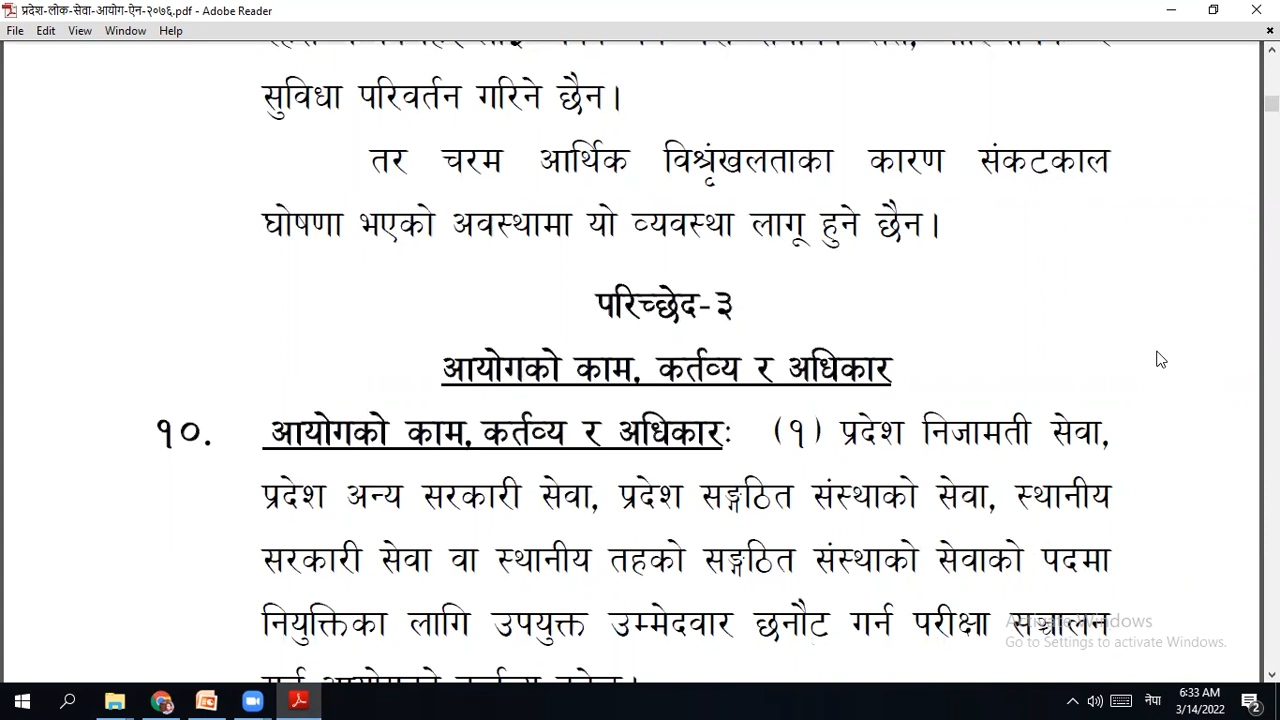 प्रदेश-लोक-सेवा-आयोग-ऐन-२०७६.pdf - Adobe Reader
File Edit View Window Help
सुविधा परिवर्तन गरिने छैन।
तर चरम आर्थिक विश्रृंखलताका कारण संकटकाल
घोषणा भएको अवस्थामा यो व्यवस्था लागू हुने छैन।
परिच्छेद-३
आयोगको काम, कर्तव्य र अधिकार
१०. आयोगको काम, कर्तव्य र अधिकारः (१) प्रदेश निजामती सेवा,
प्रदेश अन्य सरकारी सेवा, प्रदेश सङ्गठित संस्थाको सेवा, स्थानीय
सरकारी सेवा वा स्थानीय तहको सङ्गठित संस्थाको सेवाको पदमा
नियुक्तिका लागि उपयुक्त उम्मेदवार छनौट गर्न परीक्षा सञ्चालन
Activate Windows
Go to Settings to activate Windows.
नेपा
6:33 AM
3/14/2022
2